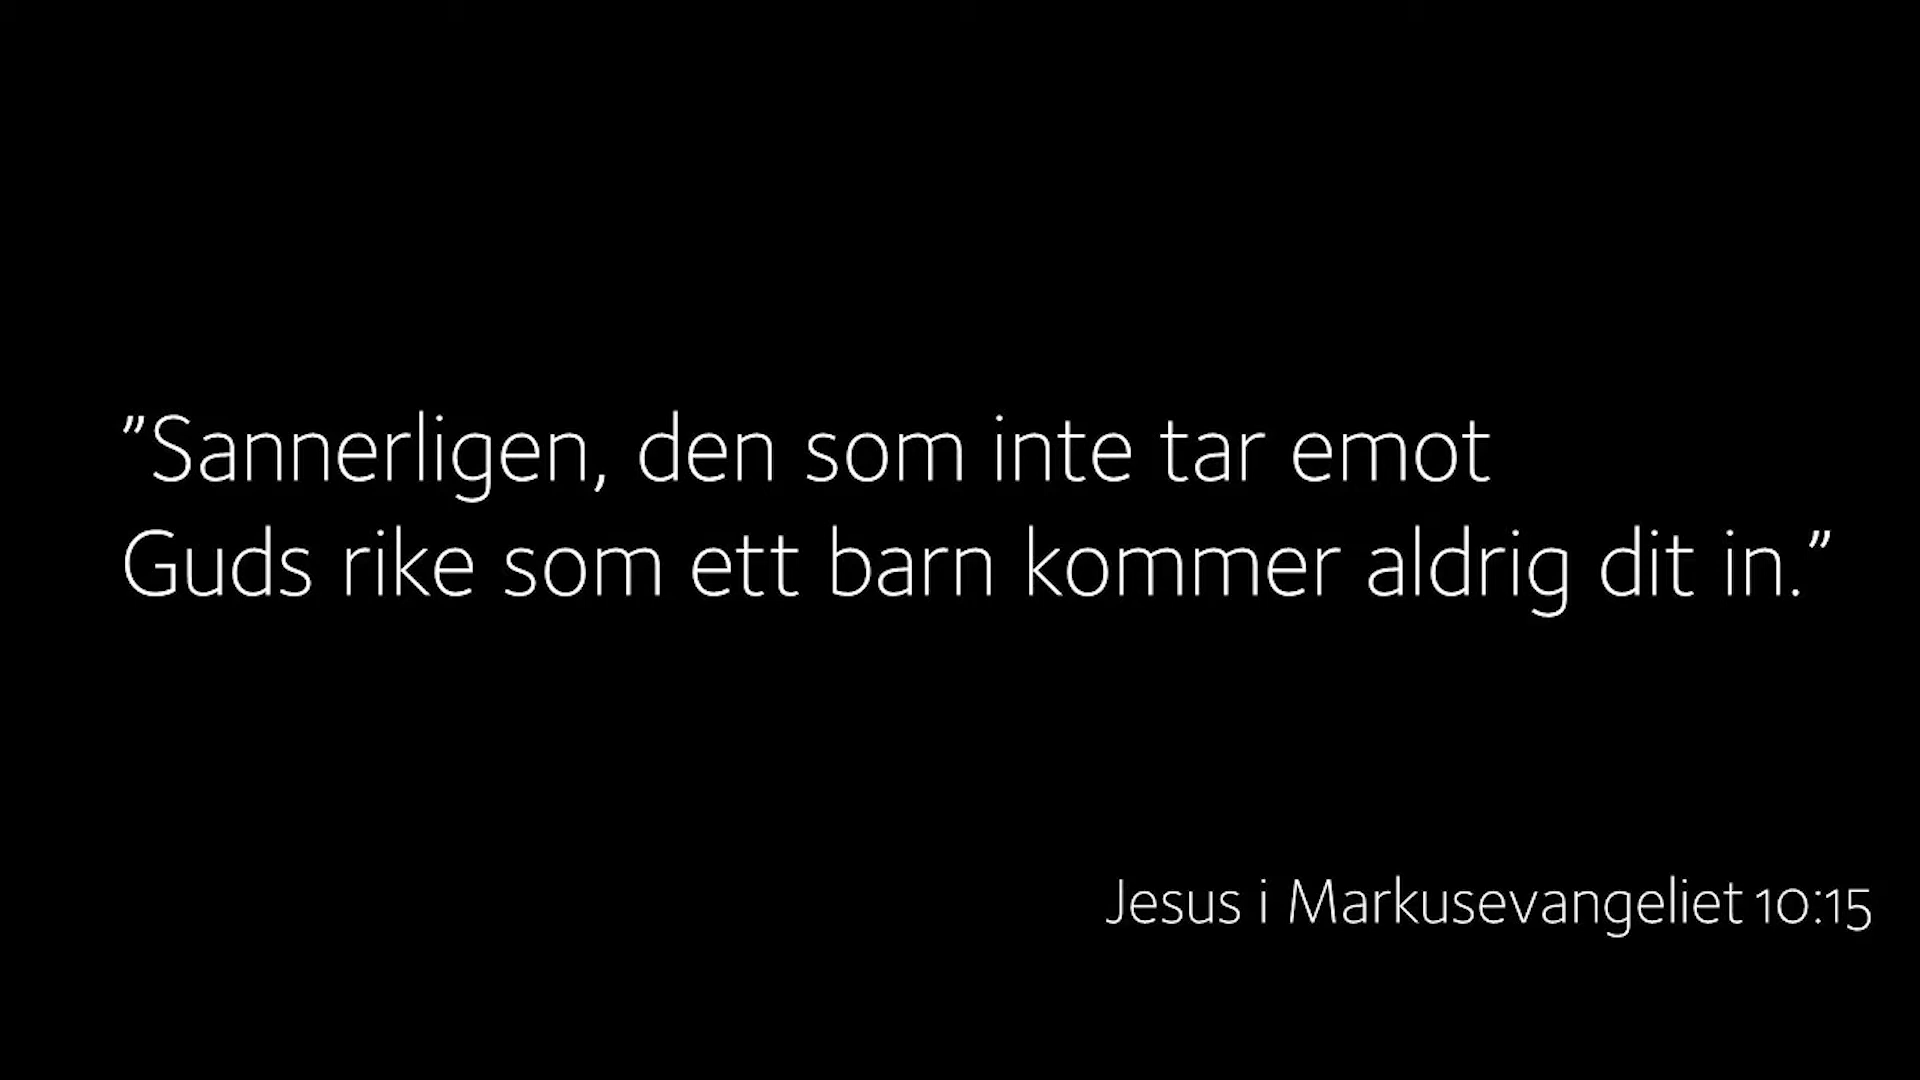 ”Sannerligen, den som inte tar emot
Guds rike som ett barn kommer aldrig dit in.”
Jesus i Markusevangeliet 10:15